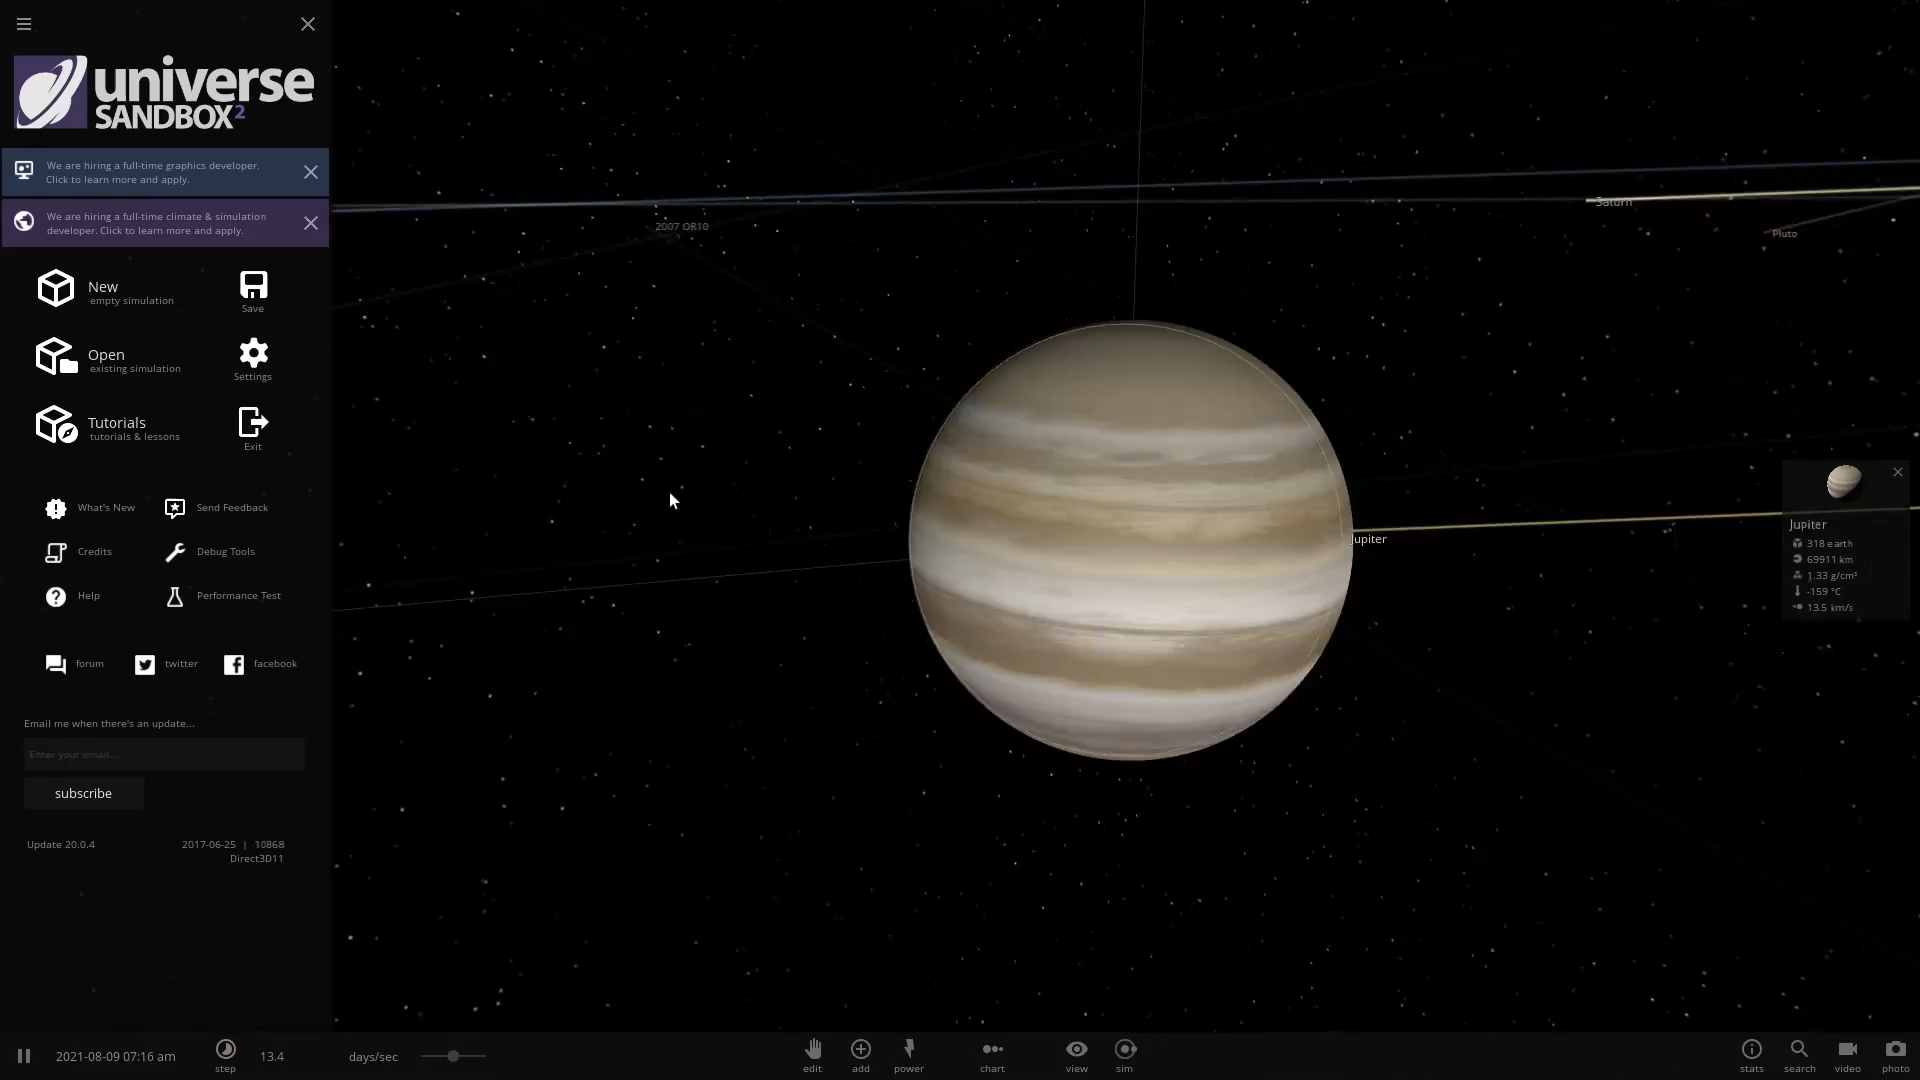 universe
SANDBOX²
We are hiring a full-time graphics developer.
Click to learn more and apply.
We are hiring a full-time climate & simulation
developer. Click to learn more and apply.
New
empty simulation
Save
Open
existing simulation
Settings
Tutorials
tutorials & lessons
Exit
What's New
Send Feedback
Credits
Debug Tools
Help
Performance Test
forum
twitter
facebook
Email me when there's an update...
Enter your email...
subscribe
Update 20.0.4
2017-06-25 | 10868
Direct3D11
2007 OR10
Saturn
Pluto
Jupiter
Jupiter
318 earth
69911 km
1.33 g/cm³
-159 °C
13.5 km/s
2021-08-09 07:16 am
step
13.4
days/sec
edit
add
power
chart
view
sim
stats
search
video
photo